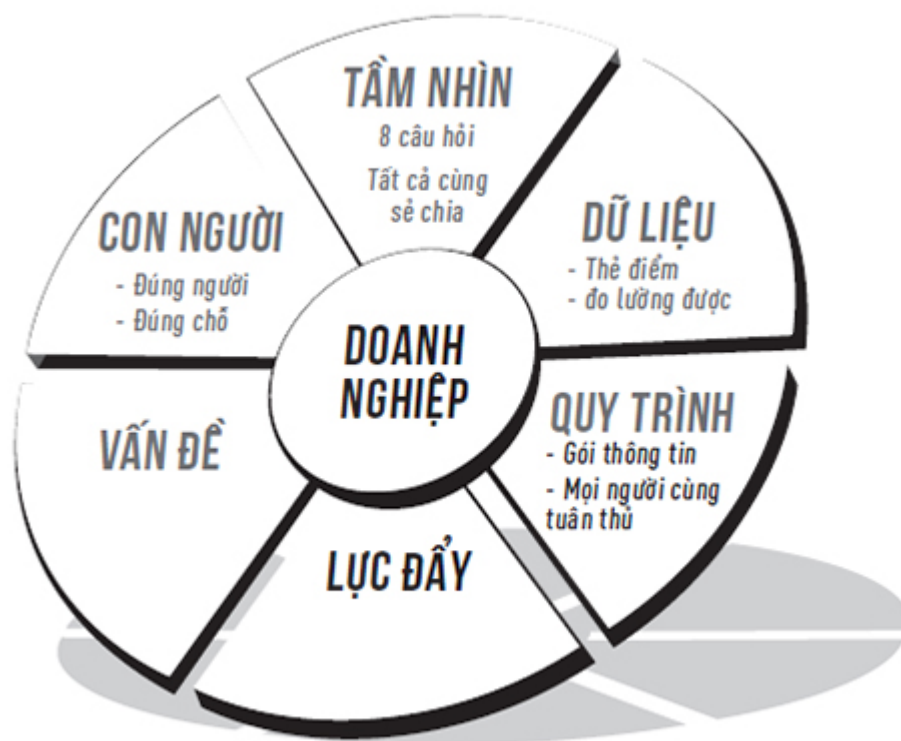 TẦM NHÌN
8 câu hỏi
Tất cả cùng
sẻ chia
DỮ LIỆU
- Thẻ điểm
- đo lường được
QUY TRÌNH
- Gói thông tin
- Mọi người cùng
tuân thủ
LỰC ĐẨY
VẤN ĐỀ
CON NGƯỜI
- Đúng người
- Đúng chỗ
DOANH
NGHIỆP